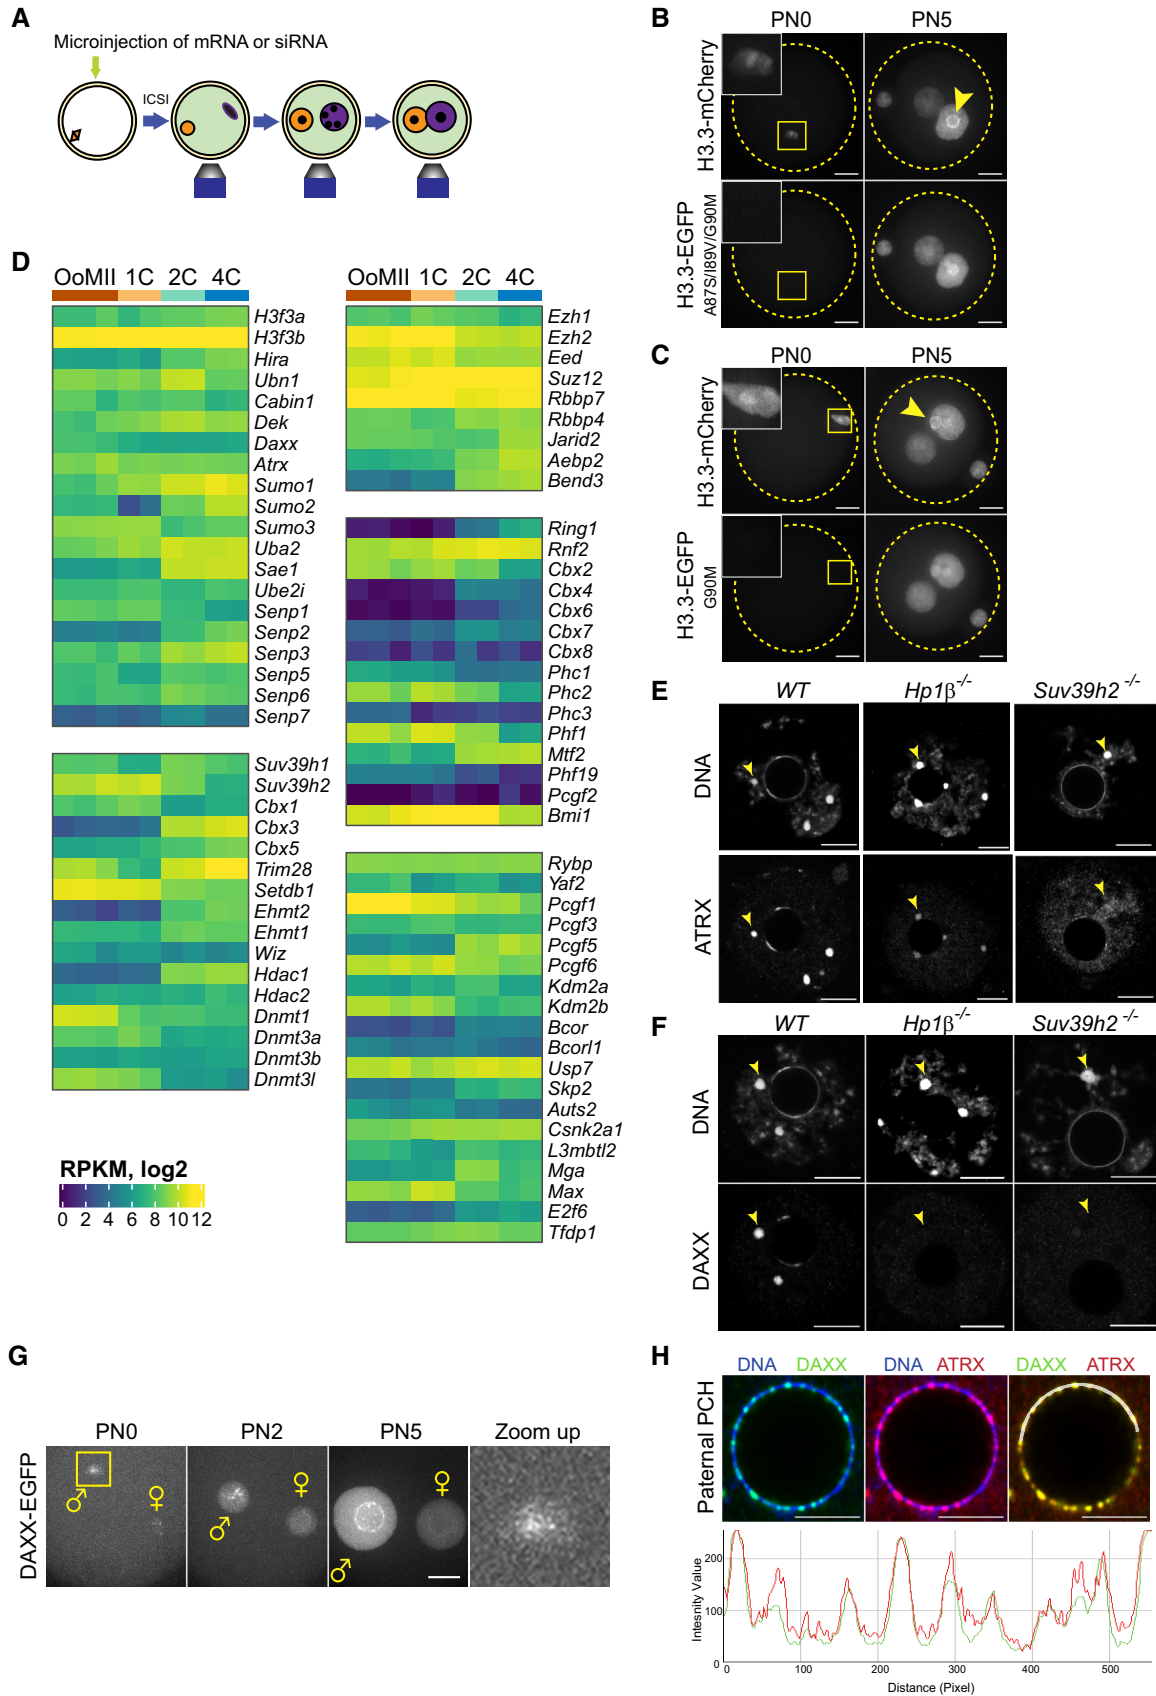 A
Microinjection of mRNA or siRNA
ICSI
B
PN0 PN5
H3.3-mCherry
H3.3-EGFP
A87S/I89V/G90M
C
PN0 PN5
H3.3-mCherry
H3.3-EGFP
G90M
D
OoMII 1C 2C 4C
H3f3a
H3f3b
Hira
Ubn1
Cabin1
Dek
Daxx
Atrx
Sumo1
Sumo2
Sumo3
Uba2
Sae1
Ube2i
Senp1
Senp2
Senp3
Senp5
Senp6
Senp7
Suv39h1
Suv39h2
Cbx1
Cbx3
Cbx5
Trim28
Setdb1
Ehmt2
Ehmt1
Wiz
Hdac1
Hdac2
Dnmt1
Dnmt3a
Dnmt3b
Dnmt3l
RPKM, log2
0 2 4 6 8 10 12
OoMII 1C 2C 4C
Ezh1
Ezh2
Eed
Suz12
Rbbp7
Rbbp4
Jarid2
Aebp2
Bend3
Ring1
Rnf2
Cbx2
Cbx4
Cbx6
Cbx7
Cbx8
Phc1
Phc2
Phc3
Phf1
Mtf2
Phf19
Pcgf2
Bmi1
Rybp
Yaf2
Pcgf1
Pcgf3
Pcgf5
Pcgf6
Kdm2a
Kdm2b
Bcor
Bcorl1
Usp7
Skp2
Auts2
Csnk2a1
L3mbtl2
Mga
Max
E2f6
Tfdp1
E
WT Hp1β-/- Suv39h2 -/-
DNA
ATRX
F
WT Hp1β-/- Suv39h2 -/-
DNA
DAXX
G
PN0 PN2 PN5 Zoom up
DAXX-EGFP
♂ ♀ ♂ ♀ ♂ ♀
H
DNA DAXX DNA ATRX DAXX ATRX
Paternal PCH
Intesnity Value
200
100
0
0 100 200 300 400 500
Distance (Pixel)